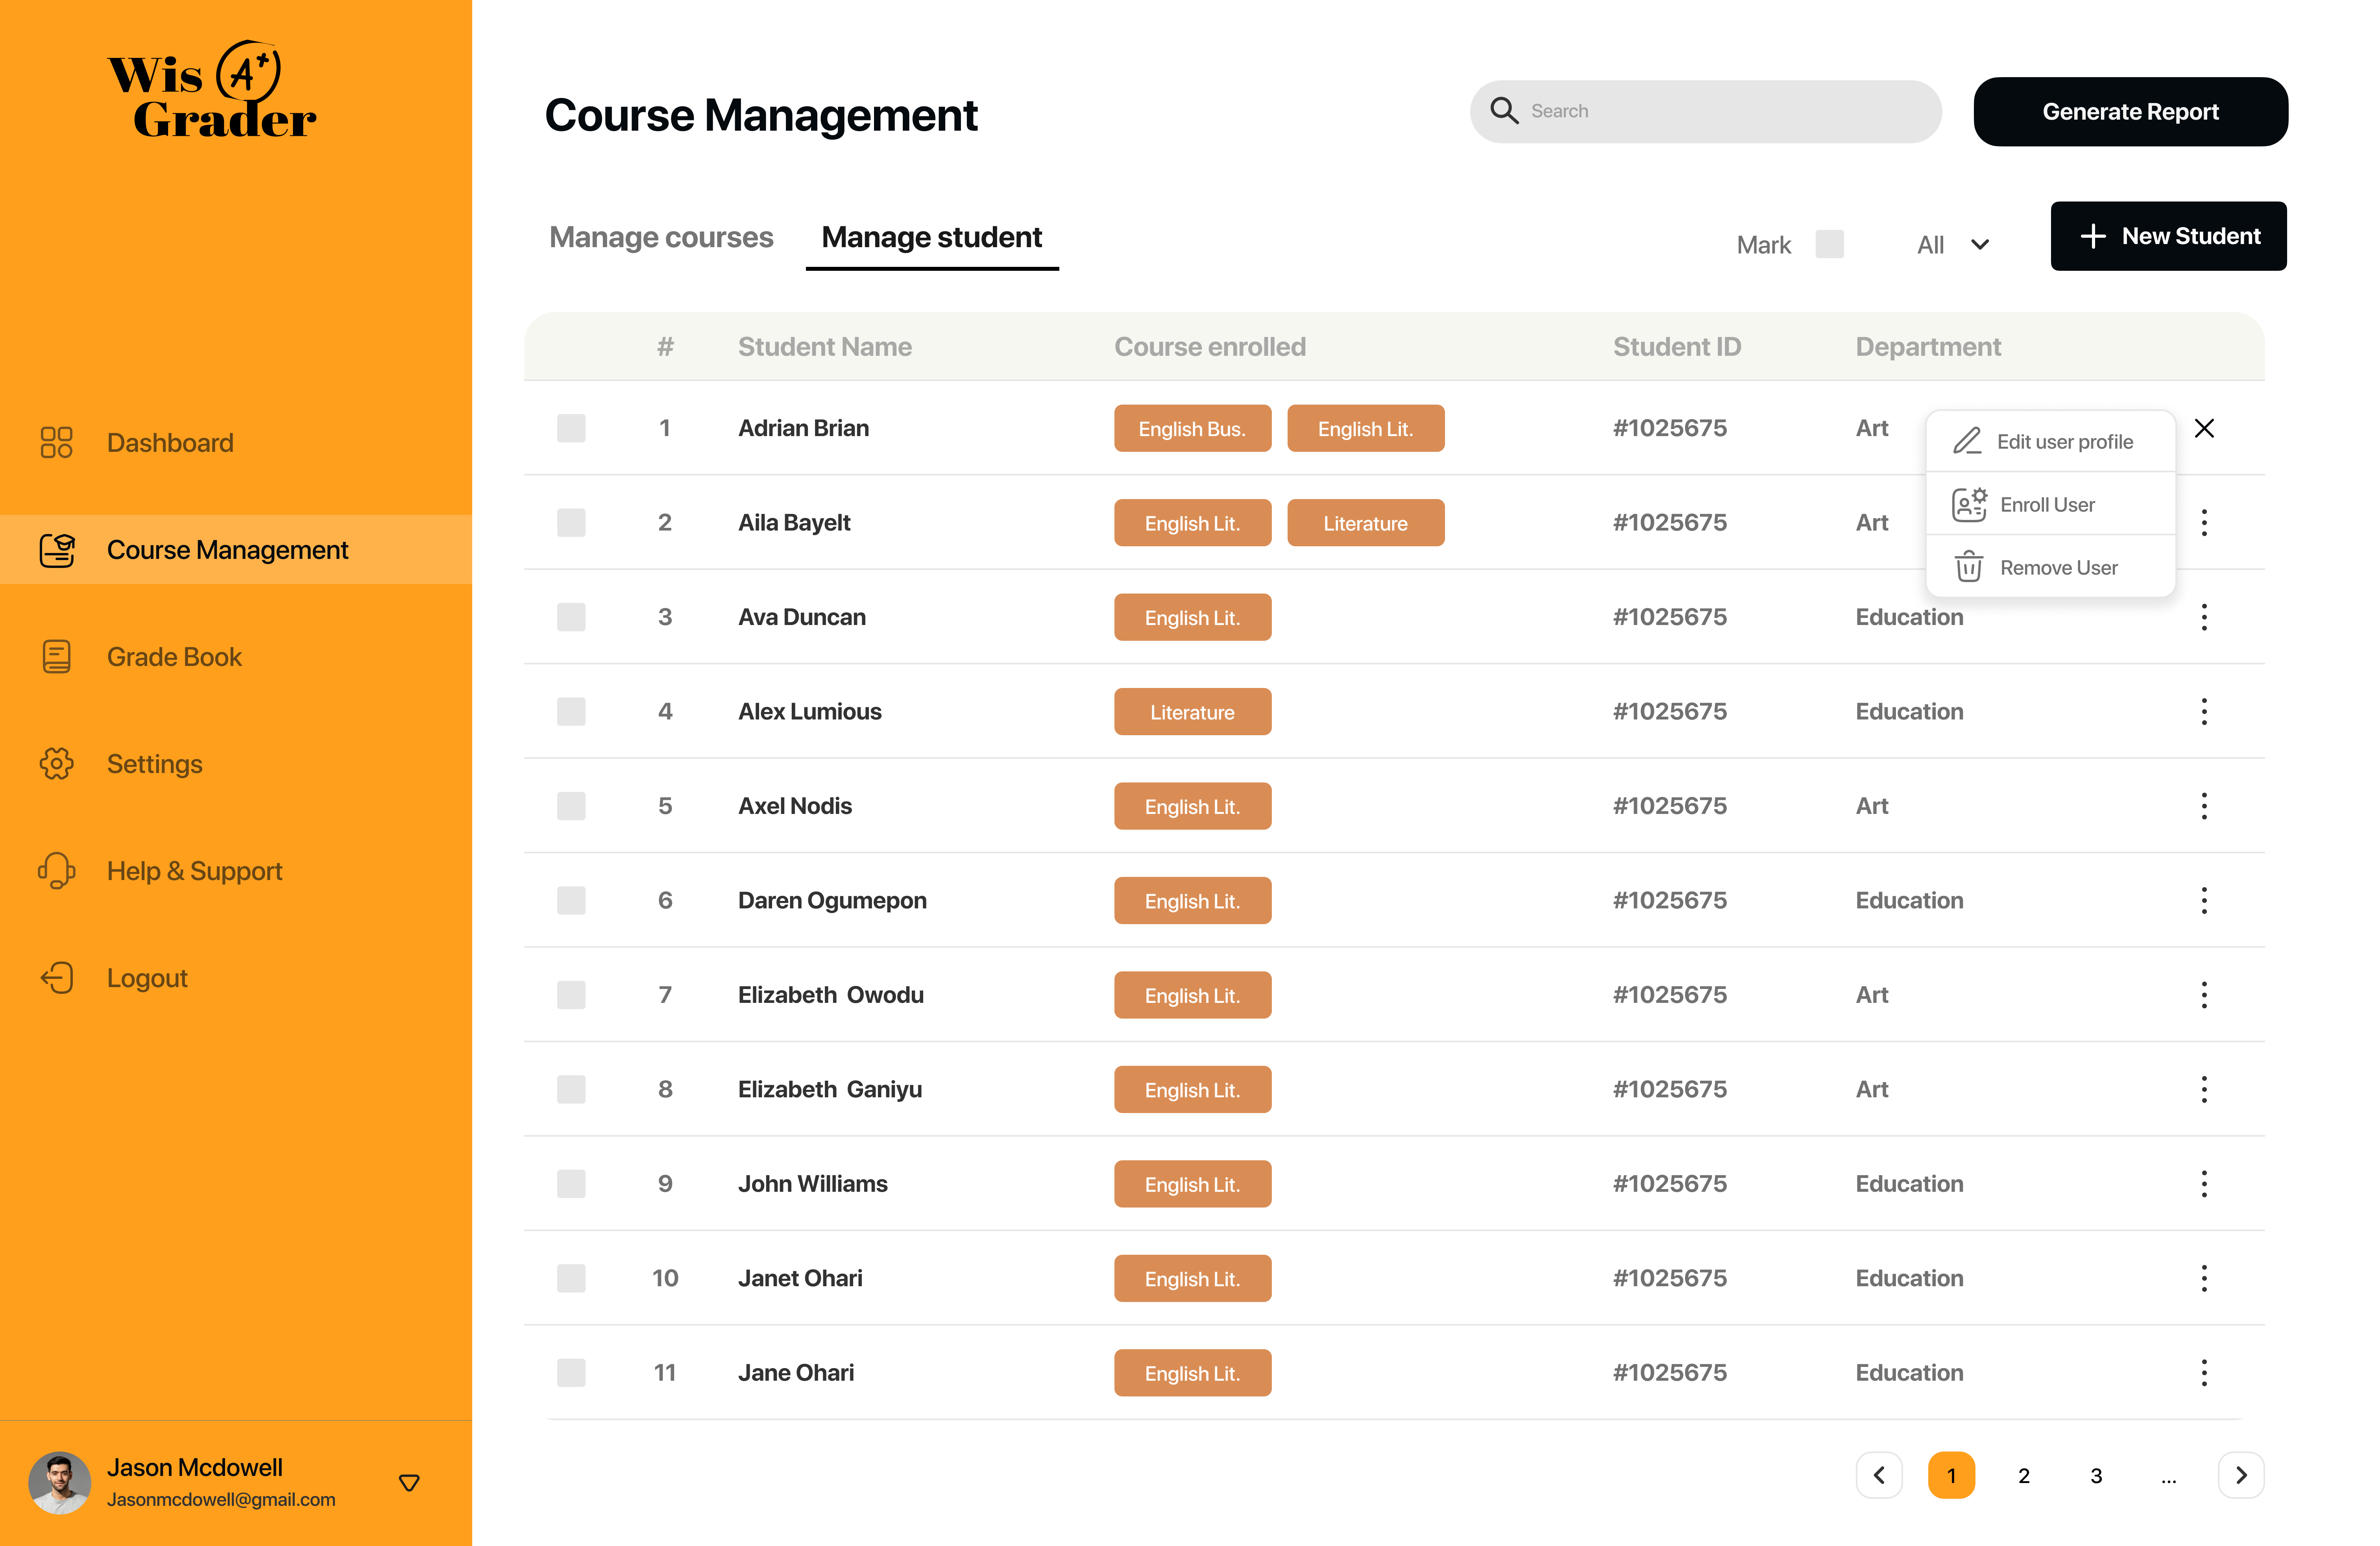 Wis A+
Grader
Course Management
Search
Generate Report
Manage courses
Manage student
Mark
All
New Student
# Student Name Course enrolled Student ID Department
1 Adrian Brian English Bus. English Lit. #1025675 Art
2 Aila Bayelt English Lit. Literature #1025675 Art
3 Ava Duncan English Lit. #1025675 Education
4 Alex Lumious Literature #1025675 Education
5 Axel Nodis English Lit. #1025675 Art
6 Daren Ogumepon English Lit. #1025675 Education
7 Elizabeth Owodu English Lit. #1025675 Art
8 Elizabeth Ganiyu English Lit. #1025675 Art
9 John Williams English Lit. #1025675 Education
10 Janet Ohari English Lit. #1025675 Education
11 Jane Ohari English Lit. #1025675 Education
Edit user profile
Enroll User
Remove User
Dashboard
Course Management
Grade Book
Settings
Help & Support
Logout
Jason Mcdowell
Jasonmcdowell@gmail.com
1 2 3 ...